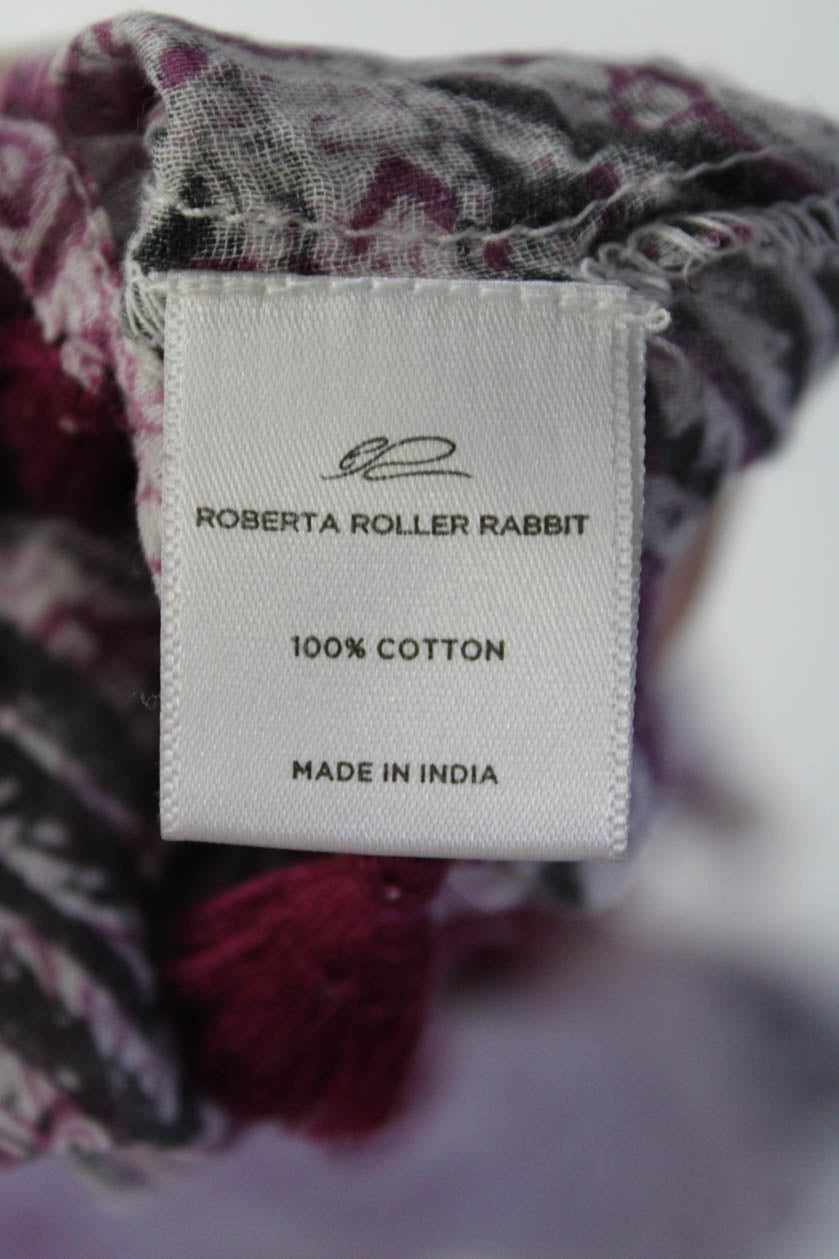 ROBERTA ROLLER RABBIT
100% COTTON
MADE IN INDIA